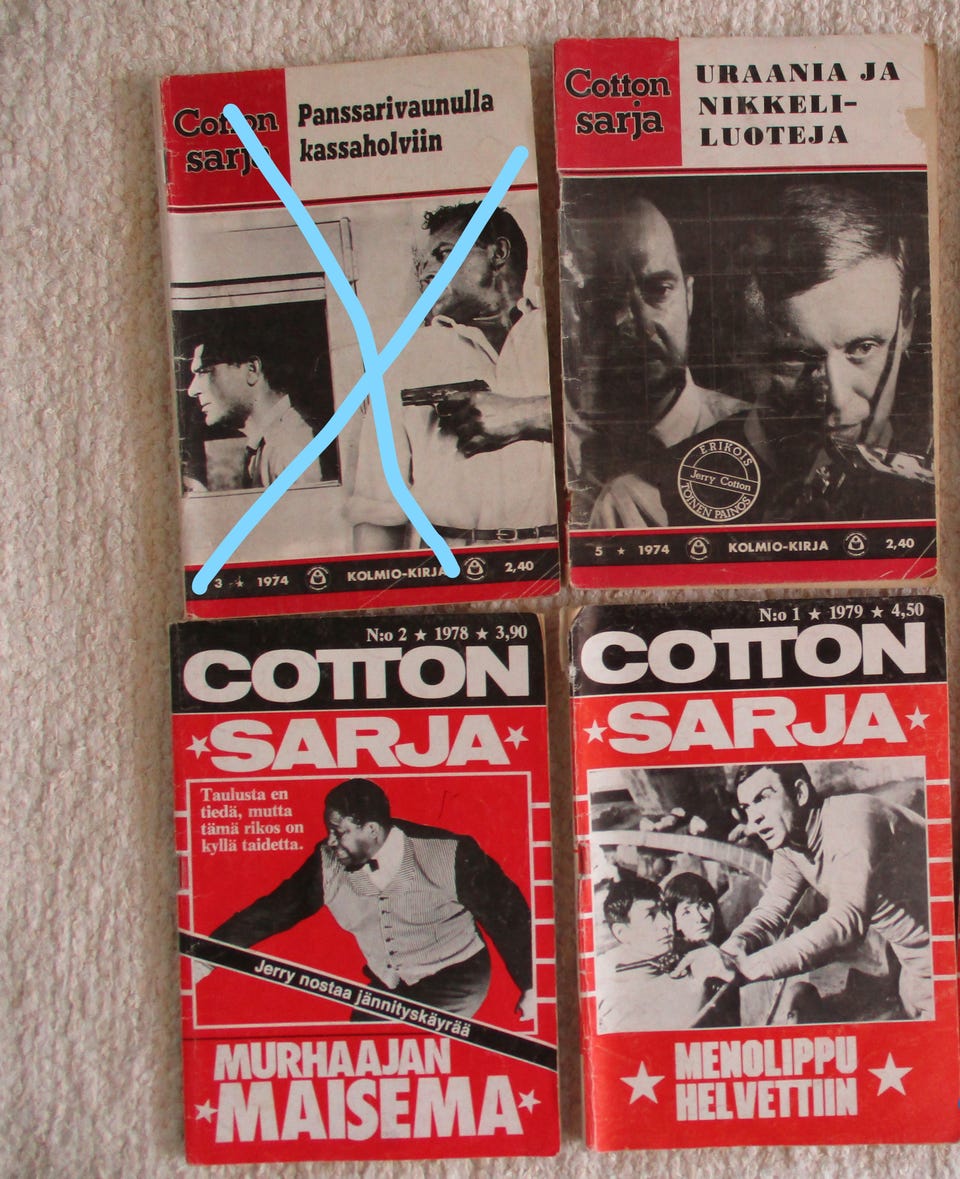 Cotton
sarja
Panssarivaunulla
kassaholviin
3 ★ 1974 KOLMIO-KIRJA 2,40
Cotton
sarja
URAANIA JA
NIKKELI-
LUOTEJA
ERIKOIS
Jerry Cotton
TOINEN PAINOS
5 ★ 1974 KOLMIO-KIRJA 2,40
N:o 2 ★ 1978 ★ 3,90
COTTON
SARJA
Taulusta en
tiedä, mutta
tämä rikos on
kyllä taidetta.
Jerry nostaa jännityskäyrää
MURHAAJAN
MAISEMA
N:o 1 ★ 1979 ★ 4,50
COTTON
SARJA
MENOLIPPU
HELVETTIIN